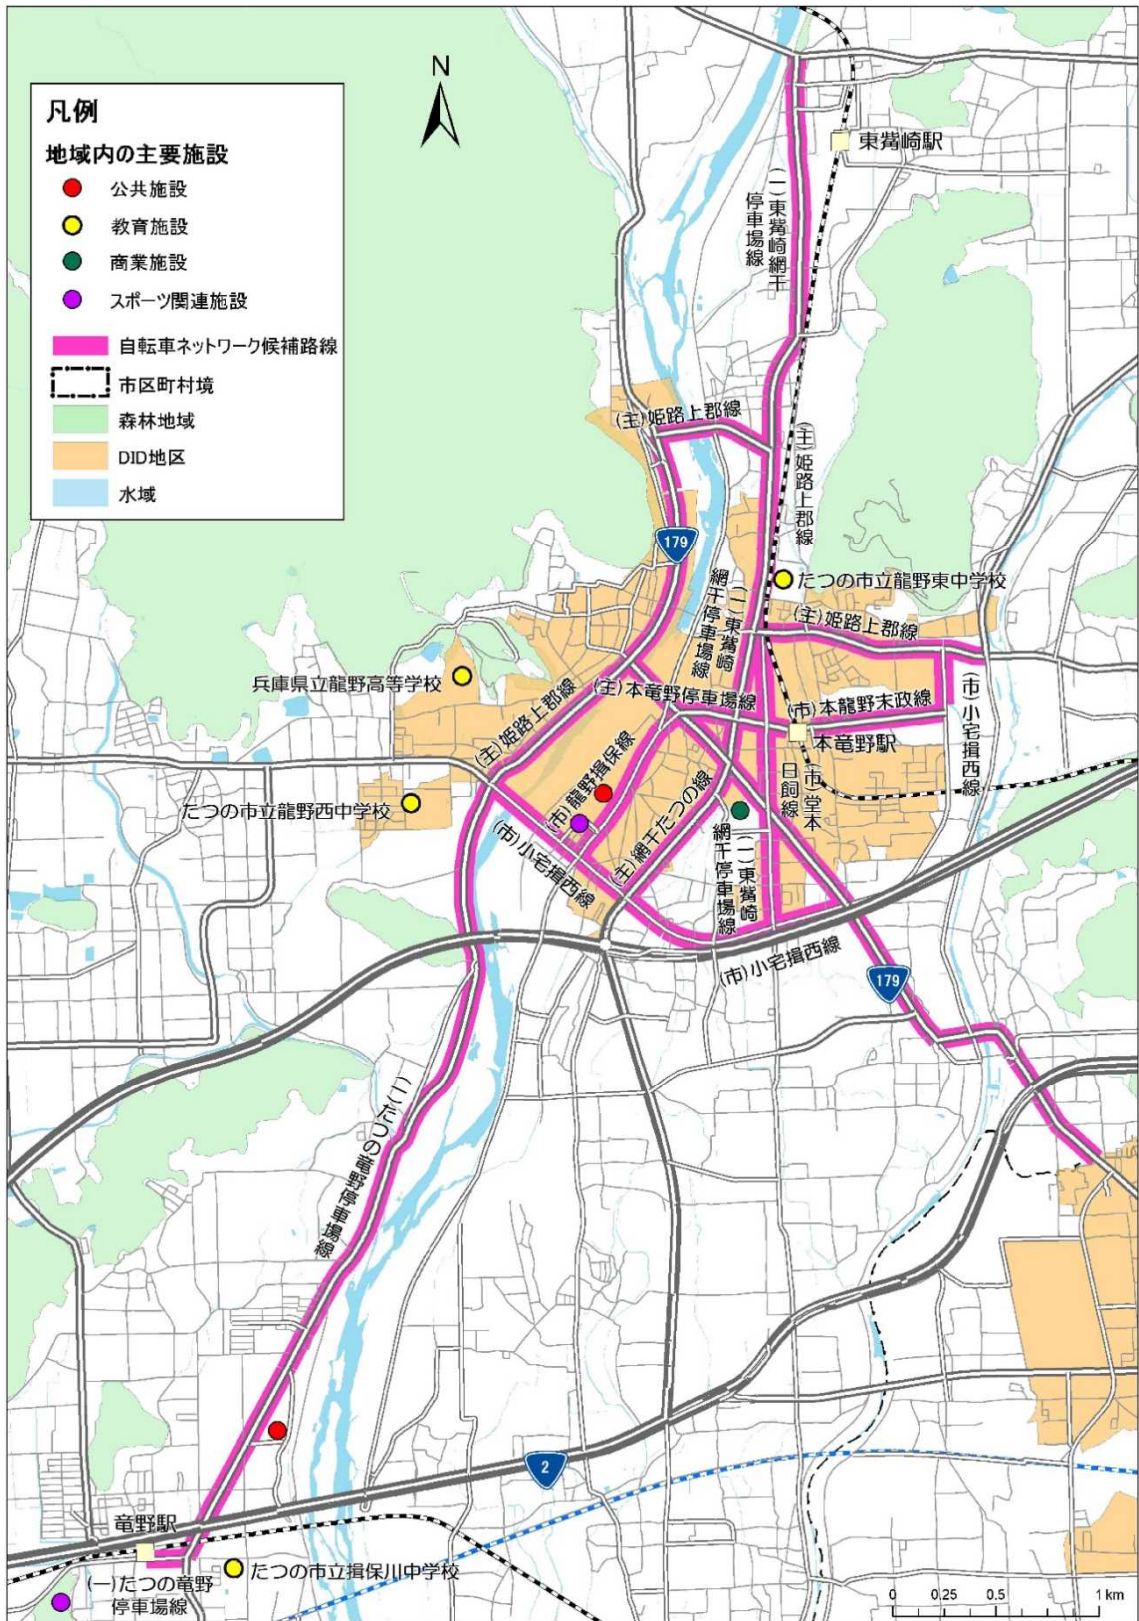 凡例
地域内の主要施設
公共施設
教育施設
商業施設
スポーツ関連施設
自転車ネットワーク候補路線
市区町村境
森林地域
DID地区
水域
N
東觜崎駅
(一)東觜崎網干
停車場線
(主)姫路上郡線
(主)姫路上郡線
179
たつの市立龍野東中学校
(一)東觜崎
網干停車場線
(主)姫路上郡線
兵庫県立龍野高等学校
(主)本竜野停車場線
(市)本龍野末政線
(市)小宅揖西線
本竜野駅
(主)姫路上郡線
(市)龍野揖保線
(市)堂本
日飼線
たつの市立龍野西中学校
(主)網干たつの線
(市)小宅揖西線
(一)東觜崎
網干停車場線
(市)小宅揖西線
179
(一)たつの竜野停車場線
2
竜野駅
たつの市立揖保川中学校
(一)たつの竜野
停車場線
0 0.25 0.5 1 km